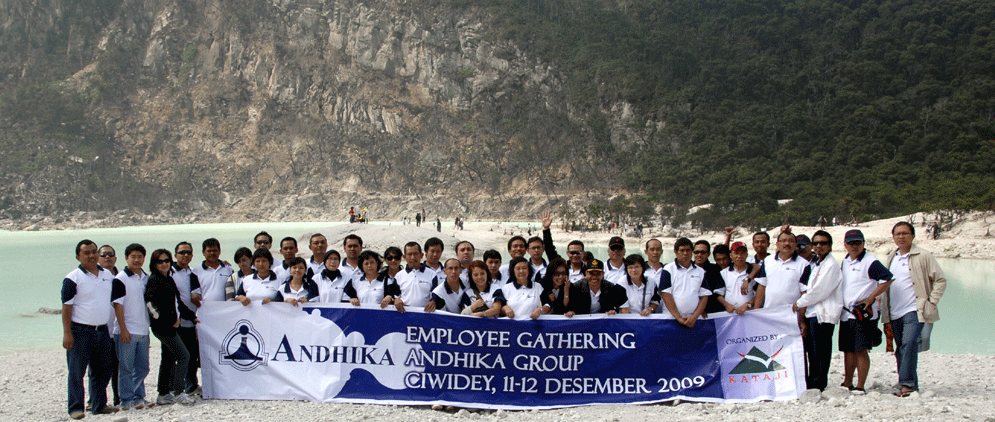 ANDHIKA
EMPLOYEE GATHERING
ANDHIKA GROUP
CIWIDEY, 11-12 DESEMBER 2009
ORGANIZED BY
KATAJI